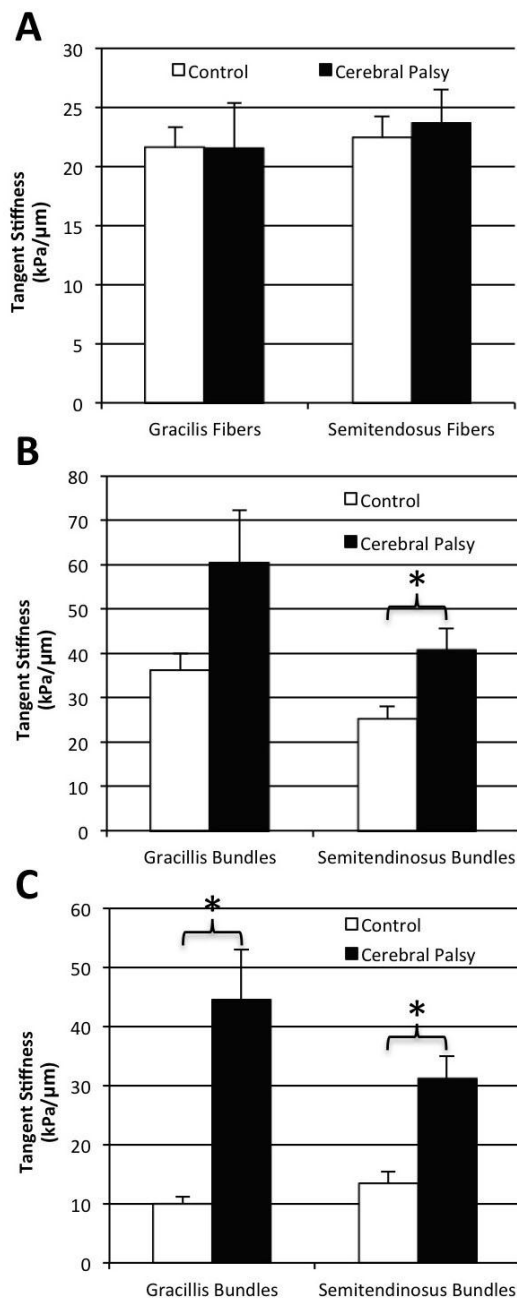 A
30
25
20
15
10
5
0
Tangent Stiffness
(kPa/μm)
Control Cerebral Palsy
Gracilis Fibers Semitendosus Fibers
B
80
70
60
50
40
30
20
10
0
Tangent Stiffness
(kPa/μm)
Control
Cerebral Palsy
*
Gracillis Bundles Semitendinosus Bundles
C
60
50
40
30
20
10
0
Tangent Stiffness
(kPa/μm)
Control
Cerebral Palsy
* *
Gracillis Bundles Semitendinosus Bundles